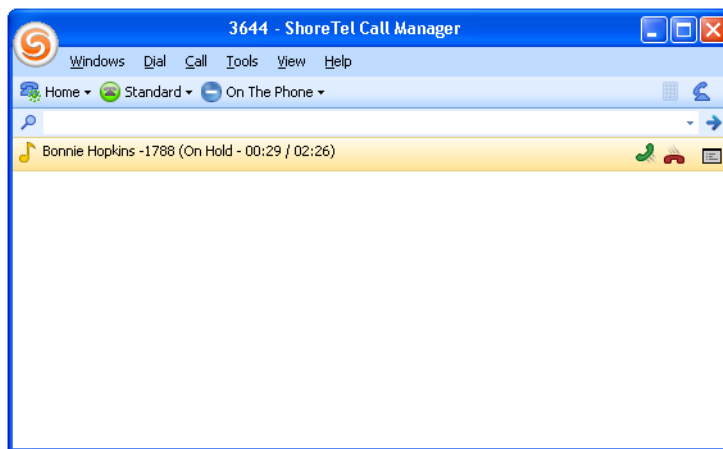 3644 - ShoreTel Call Manager
Windows Dial Call Tools View Help
Home Standard On The Phone
Bonnie Hopkins -1788 (On Hold - 00:29 / 02:26)